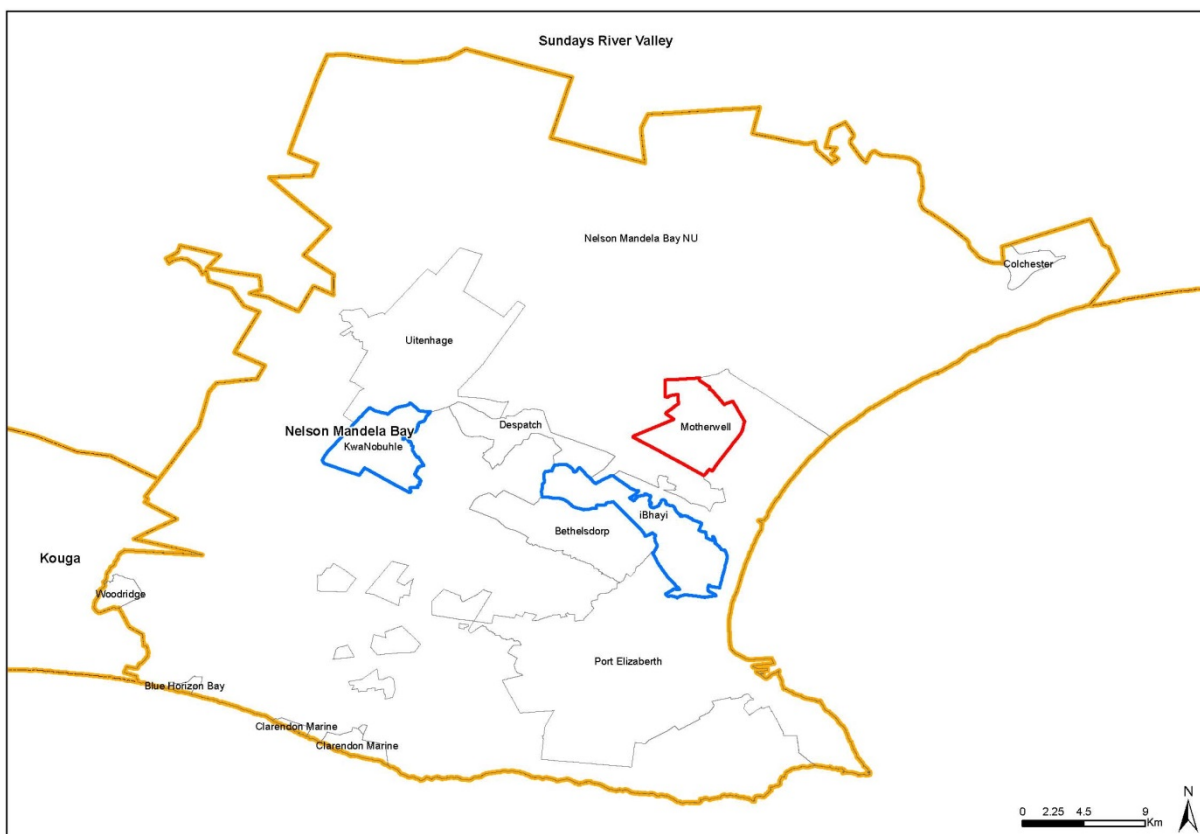 Sundays River Valley
Nelson Mandela Bay NU
Colchester
Uitenhage
Motherwell
Despatch
Nelson Mandela Bay
KwaNobuhle
iBhayi
Bethelsdorp
Kouga
Woodridge
Port Elizaberth
Blue Horizon Bay
Clarendon Marine
Clarendon Marine
N
0 2.25 4.5 9
Km